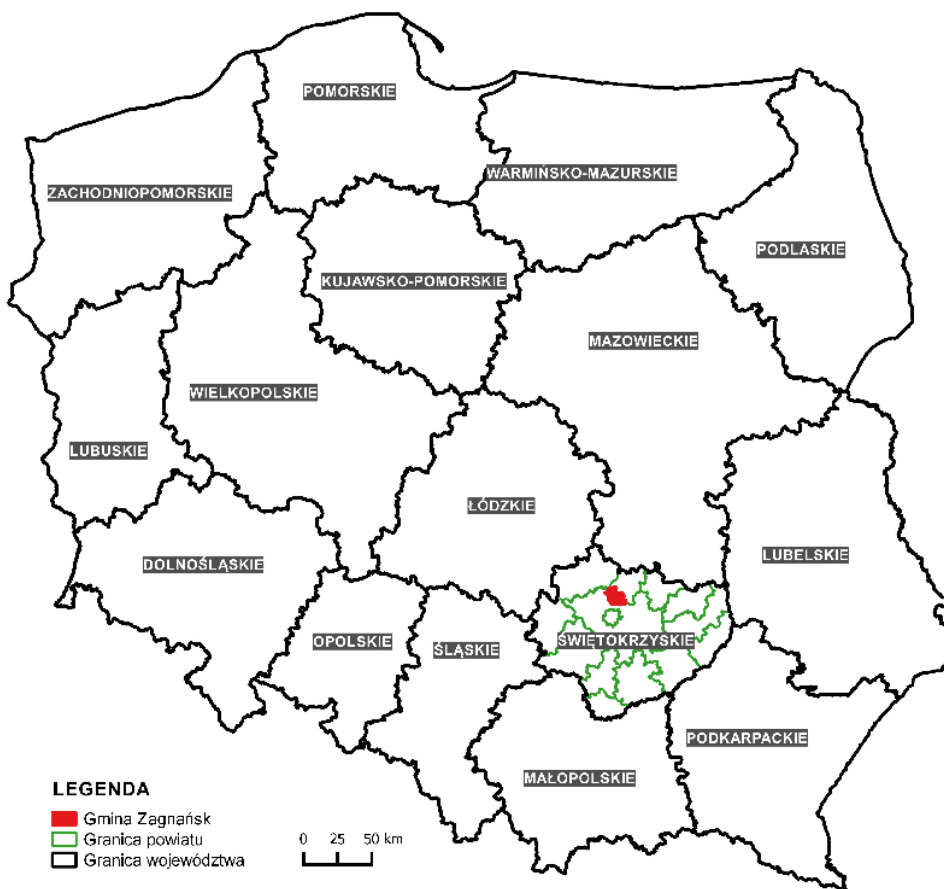 POMORSKIE
WARMIŃSKO-MAZURSKIE
ZACHODNIOPOMORSKIE
PODLASKIE
KUJAWSKO-POMORSKIE
MAZOWIECKIE
WIELKOPOLSKIE
LUBUSKIE
ŁÓDZKIE
LUBELSKIE
DOLNOŚLĄSKIE
OPOLSKIE
ŚLĄSKIE
ŚWIĘTOKRZYSKIE
PODKARPACKIE
MAŁOPOLSKIE
LEGENDA
Gmina Zagnańsk
Granica powiatu
Granica województwa
0 25 50 km